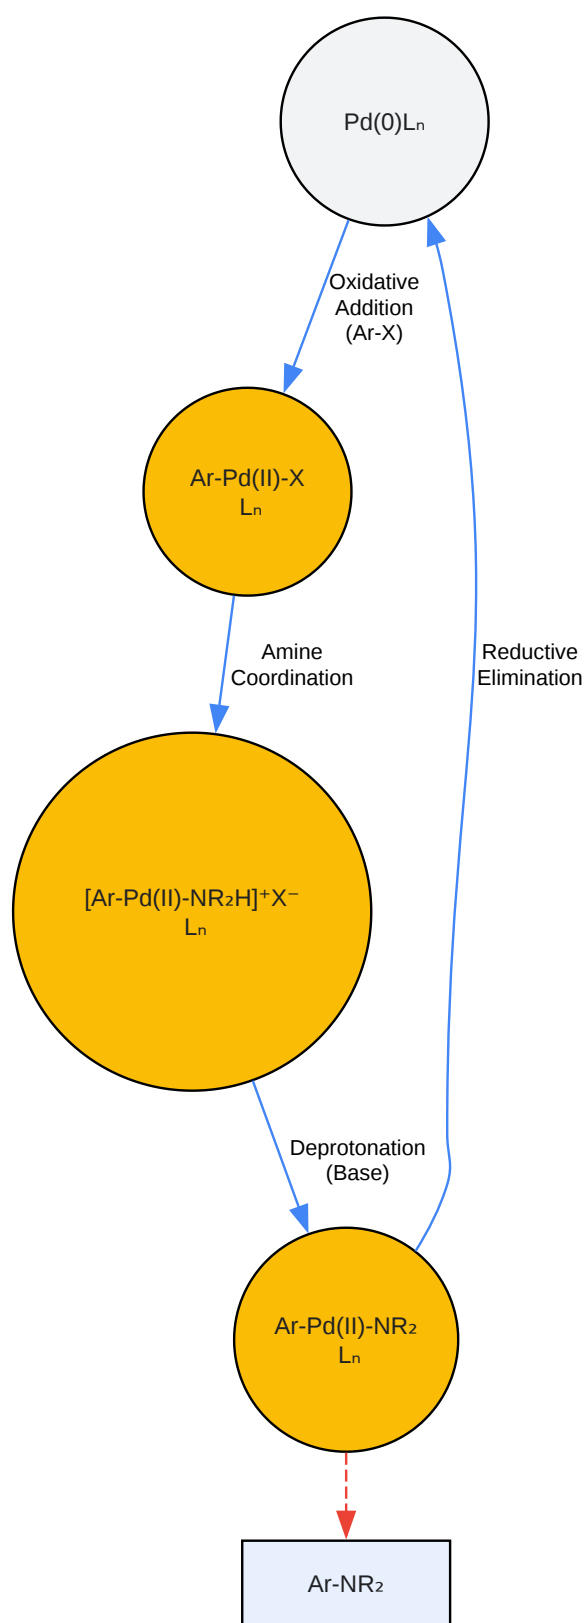 Pd(0)Lₙ
Oxidative
Addition
(Ar-X)
Ar-Pd(II)-X
Lₙ
Amine
Coordination
Reductive
Elimination
[Ar-Pd(II)-NR₂H]⁺X⁻
Lₙ
Deprotonation
(Base)
Ar-Pd(II)-NR₂
Lₙ
Ar-NR₂